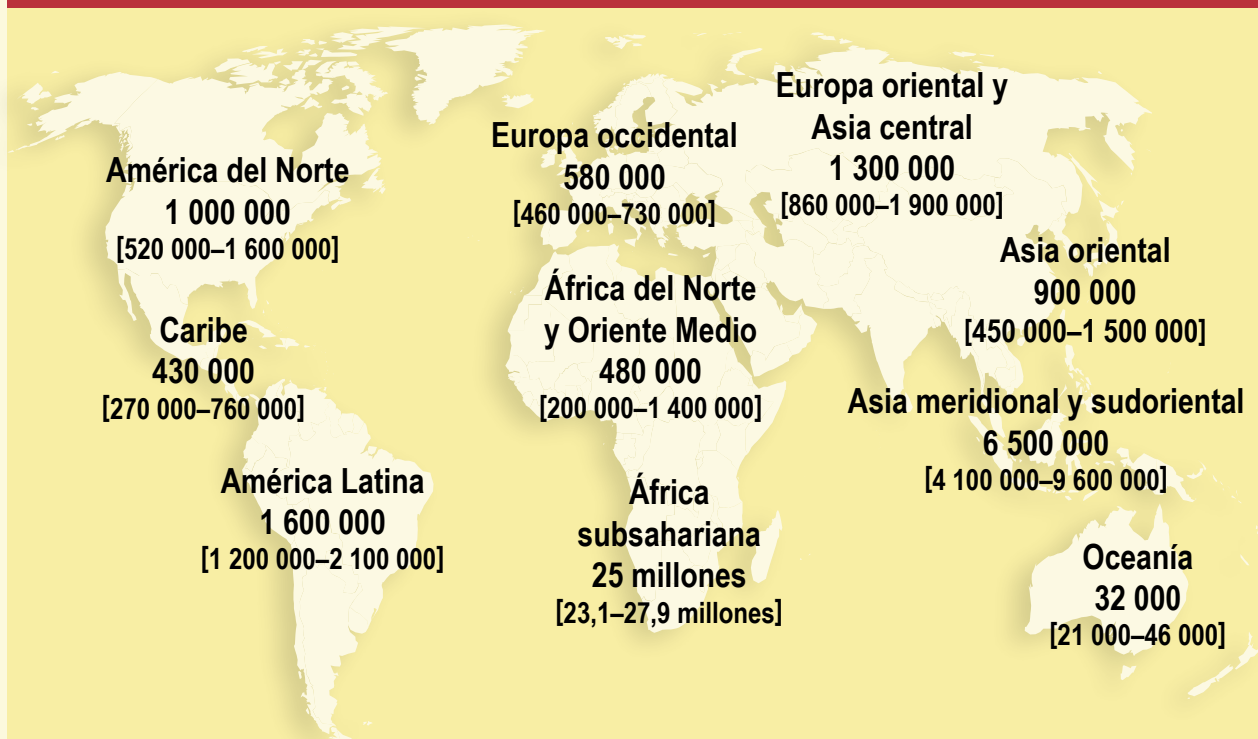 América del Norte
1 000 000
[520 000–1 600 000]
Caribe
430 000
[270 000–760 000]
América Latina
1 600 000
[1 200 000–2 100 000]
Europa occidental
580 000
[460 000–730 000]
África del Norte
y Oriente Medio
480 000
[200 000–1 400 000]
África
subsahariana
25 millones
[23,1–27,9 millones]
Europa oriental y
Asia central
1 300 000
[860 000–1 900 000]
Asia oriental
900 000
[450 000–1 500 000]
Asia meridional y sudoriental
6 500 000
[4 100 000–9 600 000]
Oceanía
32 000
[21 000–46 000]